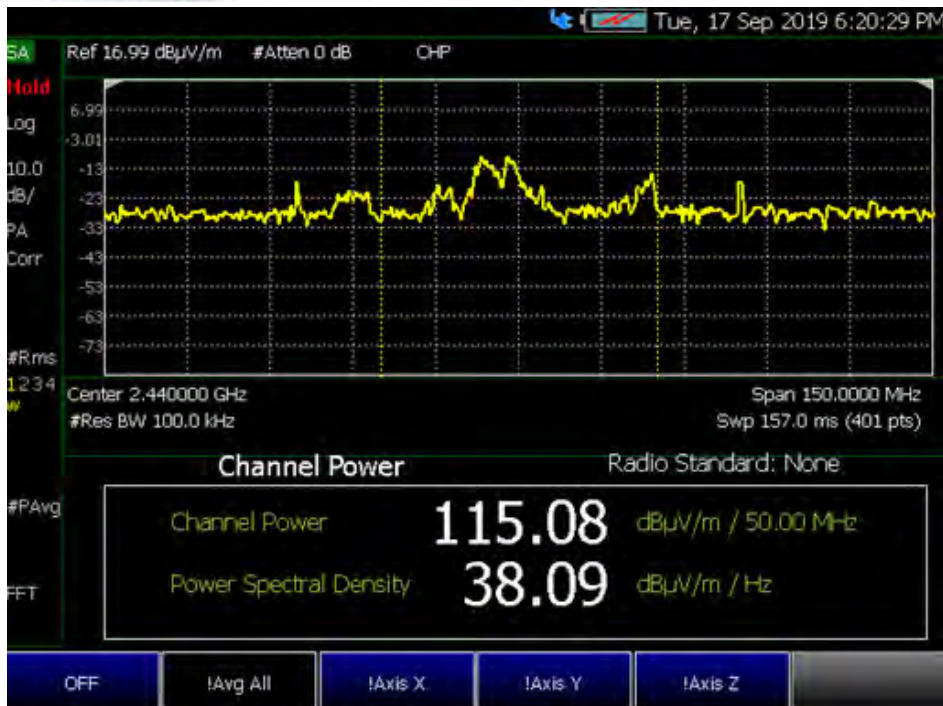 Tue, 17 Sep 2019 6:20:29 PM
SA Ref 16.99 dBµV/m #Atten 0 dB CHP
Hold
Log
10.0
dB/
PA
Corr
6.99
-3.01
-13
-23
-33
-43
-53
-63
-73
#Rms
1234
W
Center 2.440000 GHz Span 150.0000 MHz
#Res BW 100.0 kHz Swp 157.0 ms (401 pts)
Channel Power Radio Standard: None
#PAvg
Channel Power 115.08 dBµV/m / 50.00 MHz
Power Spectral Density 38.09 dBµV/m / Hz
FFT
OFF !Avg All !Axis X !Axis Y !Axis Z